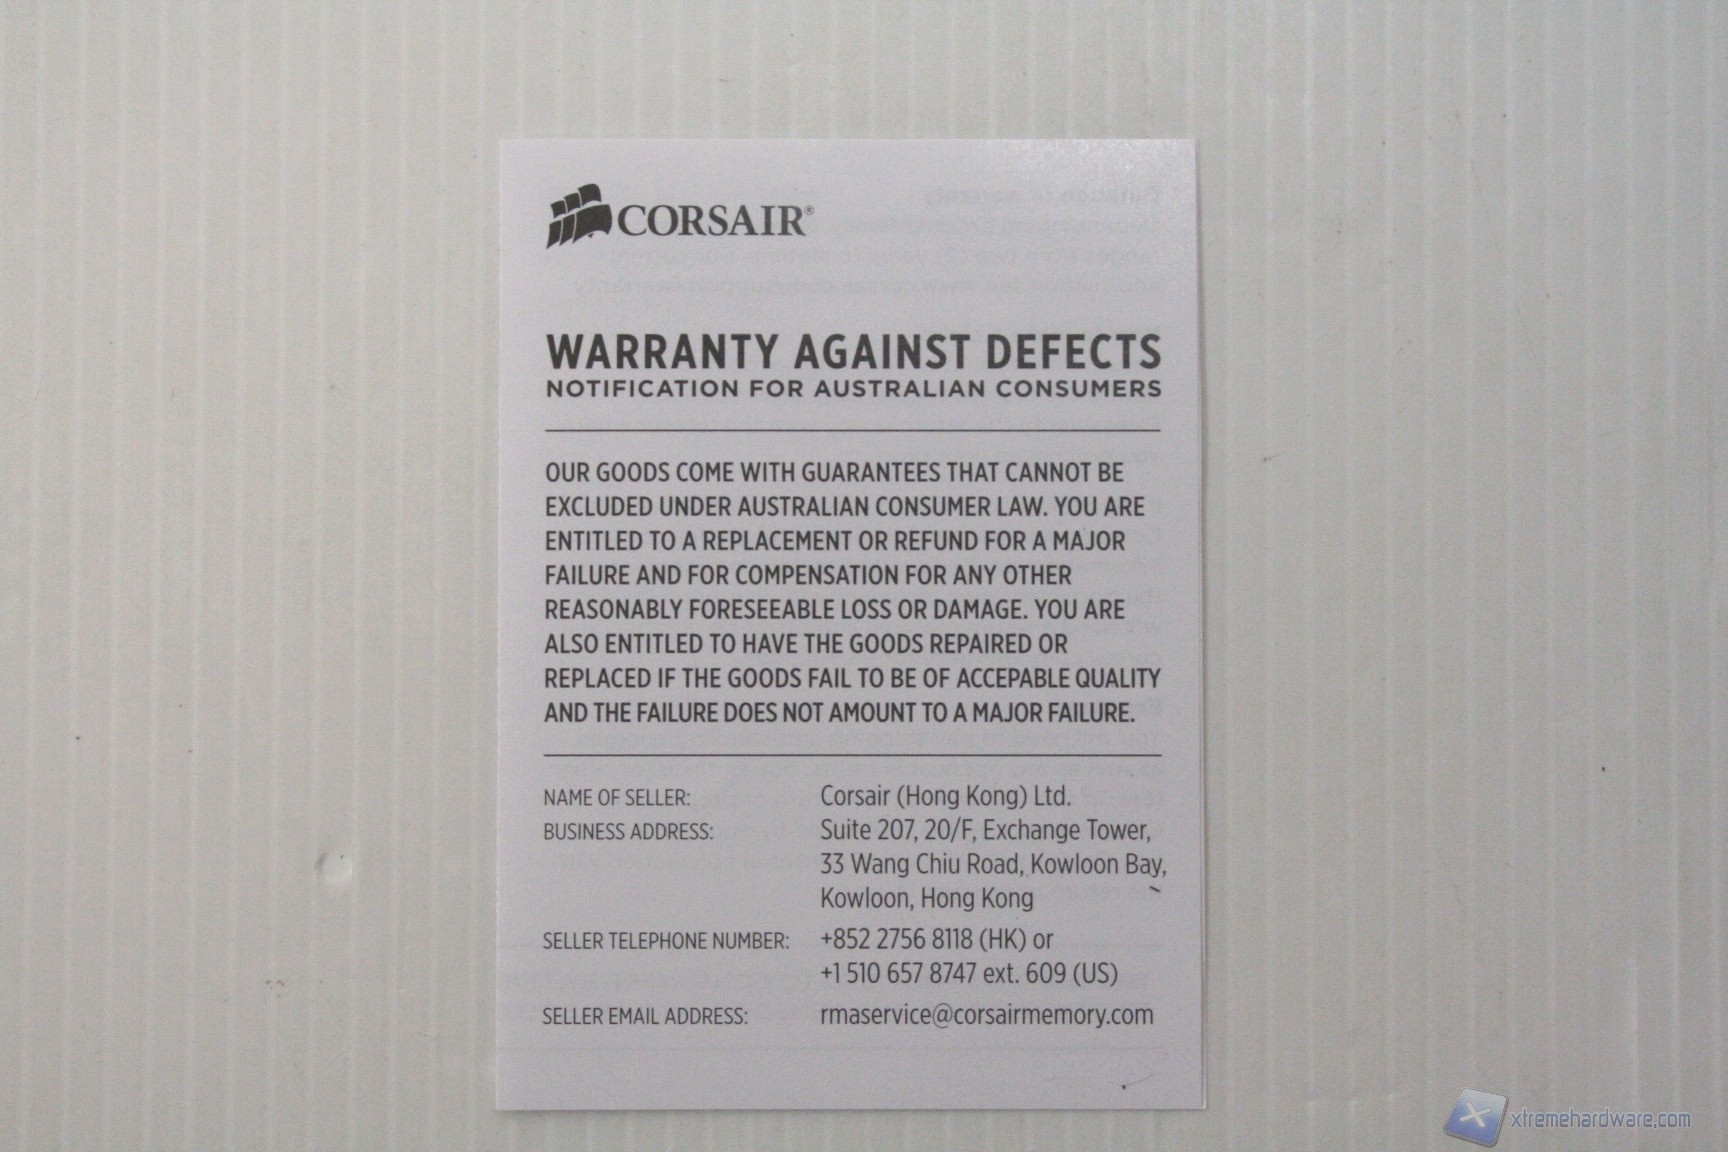 CORSAIR®
WARRANTY AGAINST DEFECTS
NOTIFICATION FOR AUSTRALIAN CONSUMERS
OUR GOODS COME WITH GUARANTEES THAT CANNOT BE
EXCLUDED UNDER AUSTRALIAN CONSUMER LAW. YOU ARE
ENTITLED TO A REPLACEMENT OR REFUND FOR A MAJOR
FAILURE AND FOR COMPENSATION FOR ANY OTHER
REASONABLY FORESEEABLE LOSS OR DAMAGE. YOU ARE
ALSO ENTITLED TO HAVE THE GOODS REPAIRED OR
REPLACED IF THE GOODS FAIL TO BE OF ACCEPABLE QUALITY
AND THE FAILURE DOES NOT AMOUNT TO A MAJOR FAILURE.
NAME OF SELLER: Corsair (Hong Kong) Ltd.
BUSINESS ADDRESS: Suite 207, 20/F, Exchange Tower,
33 Wang Chiu Road, Kowloon Bay,
Kowloon, Hong Kong
SELLER TELEPHONE NUMBER: +852 2756 8118 (HK) or
+1 510 657 8747 ext. 609 (US)
SELLER EMAIL ADDRESS: rmaservice@corsairmemory.com
xtremehardware.com